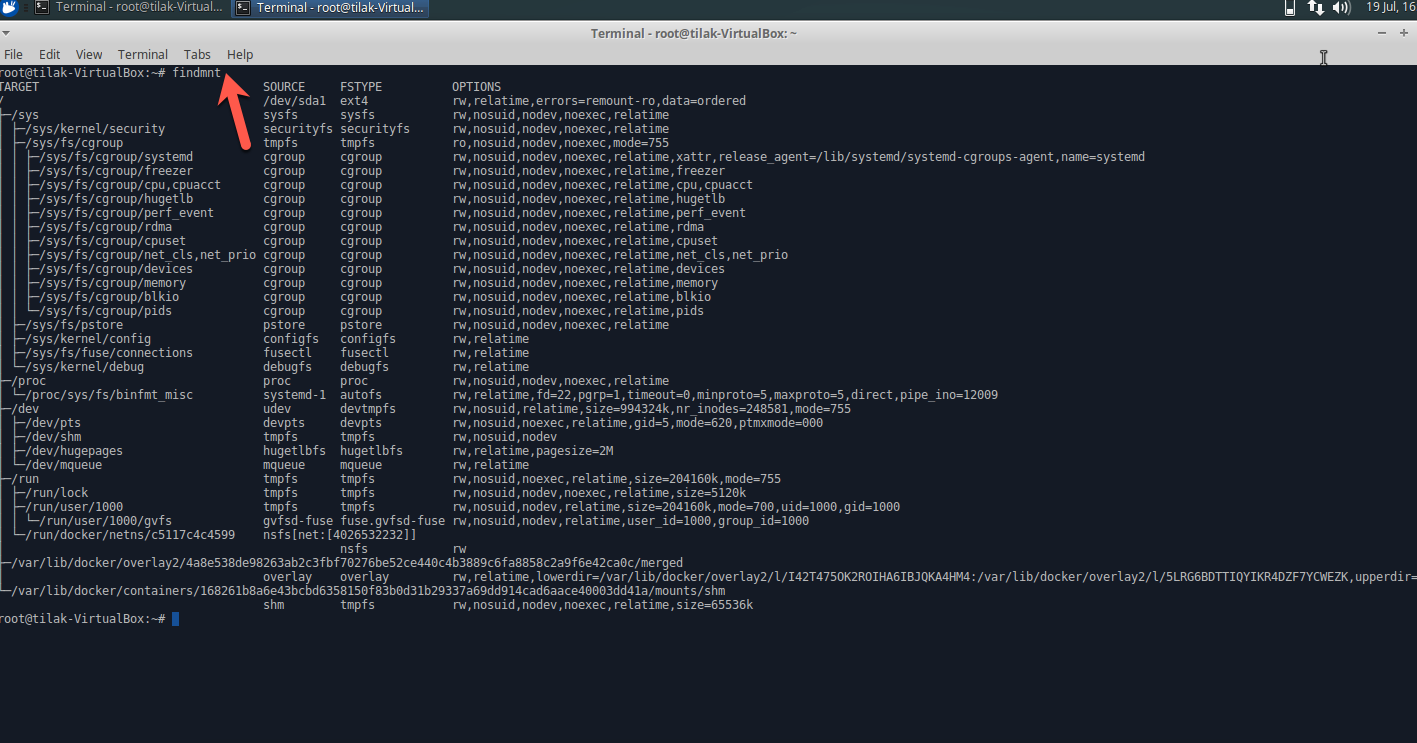 Terminal - root@tilak-Virtual... Terminal - root@tilak-Virtual... 19 Jul, 16
Terminal - root@tilak-VirtualBox: ~
File Edit View Terminal Tabs Help
root@tilak-VirtualBox:~# findmnt
TARGET SOURCE FSTYPE OPTIONS
/ /dev/sda1 ext4 rw,relatime,errors=remount-ro,data=ordered
├─/sys sysfs sysfs rw,nosuid,nodev,noexec,relatime
│ ├─/sys/kernel/security securityfs securityfs rw,nosuid,nodev,noexec,relatime
│ ├─/sys/fs/cgroup tmpfs tmpfs ro,nosuid,nodev,noexec,mode=755
│ │ ├─/sys/fs/cgroup/systemd cgroup cgroup rw,nosuid,nodev,noexec,relatime,xattr,release_agent=/lib/systemd/systemd-cgroups-agent,name=systemd
│ │ ├─/sys/fs/cgroup/freezer cgroup cgroup rw,nosuid,nodev,noexec,relatime,freezer
│ │ ├─/sys/fs/cgroup/cpu,cpuacct cgroup cgroup rw,nosuid,nodev,noexec,relatime,cpu,cpuacct
│ │ ├─/sys/fs/cgroup/hugetlb cgroup cgroup rw,nosuid,nodev,noexec,relatime,hugetlb
│ │ ├─/sys/fs/cgroup/perf_event cgroup cgroup rw,nosuid,nodev,noexec,relatime,perf_event
│ │ ├─/sys/fs/cgroup/rdma cgroup cgroup rw,nosuid,nodev,noexec,relatime,rdma
│ │ ├─/sys/fs/cgroup/cpuset cgroup cgroup rw,nosuid,nodev,noexec,relatime,cpuset
│ │ ├─/sys/fs/cgroup/net_cls,net_prio cgroup cgroup rw,nosuid,nodev,noexec,relatime,net_cls,net_prio
│ │ ├─/sys/fs/cgroup/devices cgroup cgroup rw,nosuid,nodev,noexec,relatime,devices
│ │ ├─/sys/fs/cgroup/memory cgroup cgroup rw,nosuid,nodev,noexec,relatime,memory
│ │ ├─/sys/fs/cgroup/blkio cgroup cgroup rw,nosuid,nodev,noexec,relatime,blkio
│ │ └─/sys/fs/cgroup/pids cgroup cgroup rw,nosuid,nodev,noexec,relatime,pids
│ ├─/sys/fs/pstore pstore pstore rw,nosuid,nodev,noexec,relatime
│ ├─/sys/kernel/config configfs configfs rw,relatime
│ ├─/sys/fs/fuse/connections fusectl fusectl rw,relatime
│ └─/sys/kernel/debug debugfs debugfs rw,relatime
├─/proc proc proc rw,nosuid,nodev,noexec,relatime
│ └─/proc/sys/fs/binfmt_misc systemd-1 autofs rw,relatime,fd=22,pgrp=1,timeout=0,minproto=5,maxproto=5,direct,pipe_ino=12009
├─/dev udev devtmpfs rw,nosuid,relatime,size=994324k,nr_inodes=248581,mode=755
│ ├─/dev/pts devpts devpts rw,nosuid,noexec,relatime,gid=5,mode=620,ptmxmode=000
│ ├─/dev/shm tmpfs tmpfs rw,nosuid,nodev
│ ├─/dev/hugepages hugetlbfs hugetlbfs rw,relatime,pagesize=2M
│ └─/dev/mqueue mqueue mqueue rw,relatime
├─/run tmpfs tmpfs rw,nosuid,noexec,relatime,size=204160k,mode=755
│ ├─/run/lock tmpfs tmpfs rw,nosuid,nodev,noexec,relatime,size=5120k
│ ├─/run/user/1000 tmpfs tmpfs rw,nosuid,nodev,relatime,size=204160k,mode=700,uid=1000,gid=1000
│ │ └─/run/user/1000/gvfs gvfsd-fuse fuse.gvfsd-fuse rw,nosuid,nodev,relatime,user_id=1000,group_id=1000
│ └─/run/docker/netns/c5117c4c4599 nsfs[net:[4026532232]]
│ nsfs rw
├─/var/lib/docker/overlay2/4a8e538de98263ab2c3fbf70276be52ce440c4b3889c6fa8858c2a9f6e42ca0c/merged
│ overlay overlay rw,relatime,lowerdir=/var/lib/docker/overlay2/l/I42T475OK2ROIHA6IBJQKA4HM4:/var/lib/docker/overlay2/l/5LRG6BDTTIQYIKR4DZF7YCWEZK,upperdir=
└─/var/lib/docker/containers/168261b8a6e43bcbd6358150f83b0d31b29337a69dd914cad6aace40003dd41a/mounts/shm
shm tmpfs rw,nosuid,nodev,noexec,relatime,size=65536k
root@tilak-VirtualBox:~#